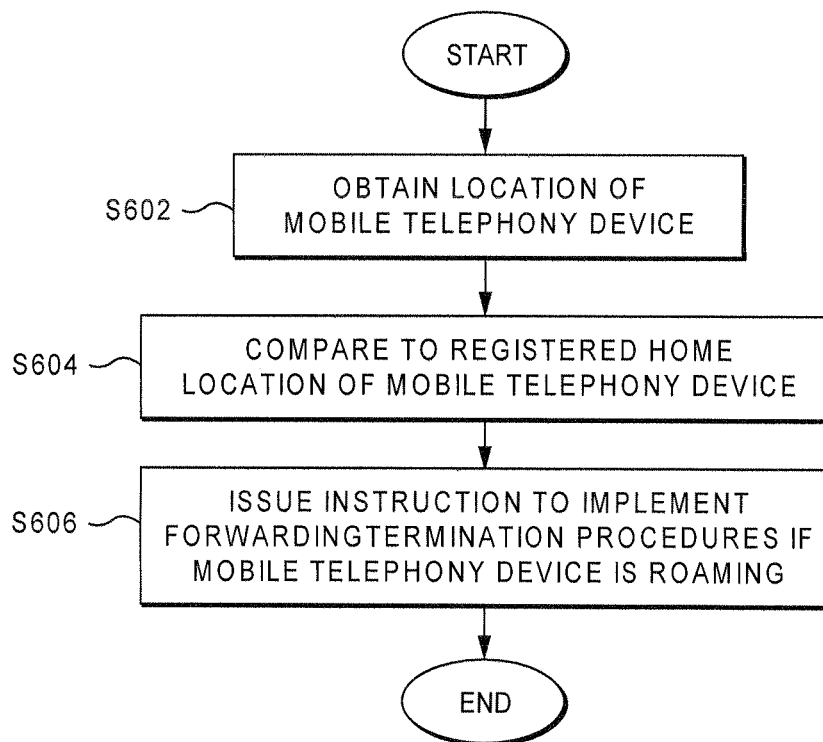 START
S602
OBTAIN LOCATION OF
MOBILE TELEPHONY DEVICE
S604
COMPARE TO REGISTERED HOME
LOCATION OF MOBILE TELEPHONY DEVICE
S606
ISSUE INSTRUCTION TO IMPLEMENT
FORWARDINGTERMINATION PROCEDURES IF
MOBILE TELEPHONY DEVICE IS ROAMING
END